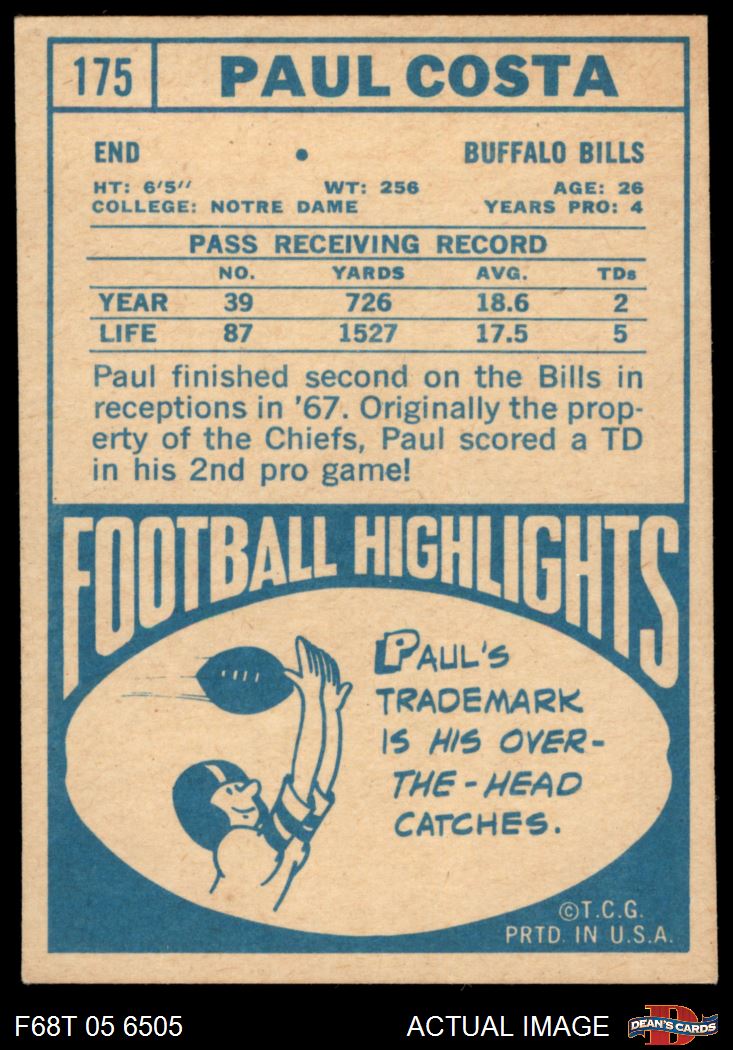 175 PAUL COSTA
END • BUFFALO BILLS
HT: 6'5" WT: 256 AGE: 26
COLLEGE: NOTRE DAME YEARS PRO: 4
PASS RECEIVING RECORD
NO. YARDS AVG. TDs
YEAR 39 726 18.6 2
LIFE 87 1527 17.5 5
Paul finished second on the Bills in
receptions in '67. Originally the prop-
erty of the Chiefs, Paul scored a TD
in his 2nd pro game!
FOOTBALL HIGHLIGHTS
PAUL'S
TRADEMARK
IS HIS OVER-
THE-HEAD
CATCHES.
©T.C.G.
PRTD. IN U.S.A.
F68T 05 6505 ACTUAL IMAGE D DEAN'S CARDS